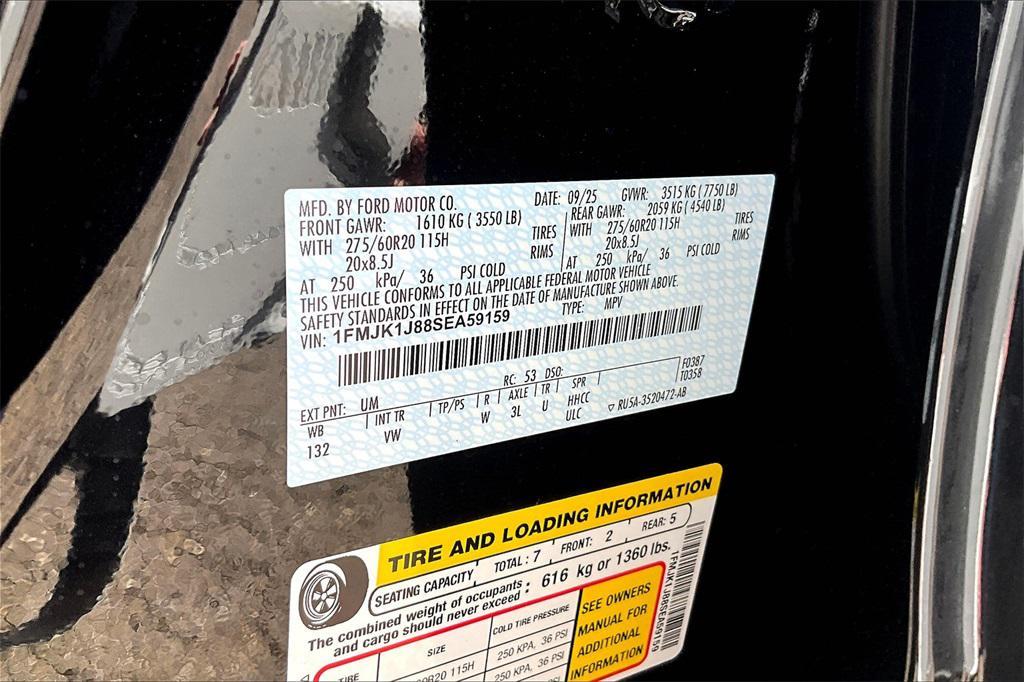 MFD. BY FORD MOTOR CO. DATE: 09/25 GVWR: 3515 KG ( 7750 LB)
FRONT GAWR: 1610 KG ( 3550 LB) REAR GAWR: 2059 KG ( 4540 LB)
WITH 275/60R20 115H TIRES WITH 275/60R20 115H TIRES
20x8.5J RIMS 20x8.5J RIMS
AT 250 kPa/ 36 PSI COLD AT 250 kPa/ 36 PSI COLD
THIS VEHICLE CONFORMS TO ALL APPLICABLE FEDERAL MOTOR VEHICLE
SAFETY STANDARDS IN EFFECT ON THE DATE OF MANUFACTURE SHOWN ABOVE.
VIN: 1FMJK1J88SEA59159 TYPE: MPV
EXT PNT: UM RC: 53 DSO: F0387
WB INT TR TP/PS R AXLE TR SPR T0358
132 VW W 3L U HHCC
ULC ▽ RU5A-3520472-AB
TIRE AND LOADING INFORMATION
SEATING CAPACITY TOTAL: 7 FRONT: 2 REAR: 5
The combined weight of occupants
and cargo should never exceed : 616 kg or 1360 lbs.
TIRE SIZE COLD TIRE PRESSURE
0R20 115H 250 KPA, 36 PSI
250 KPA, 36 PSI
SEE OWNERS
MANUAL FOR
ADDITIONAL
INFORMATION
1FMJK1J88SEA59159